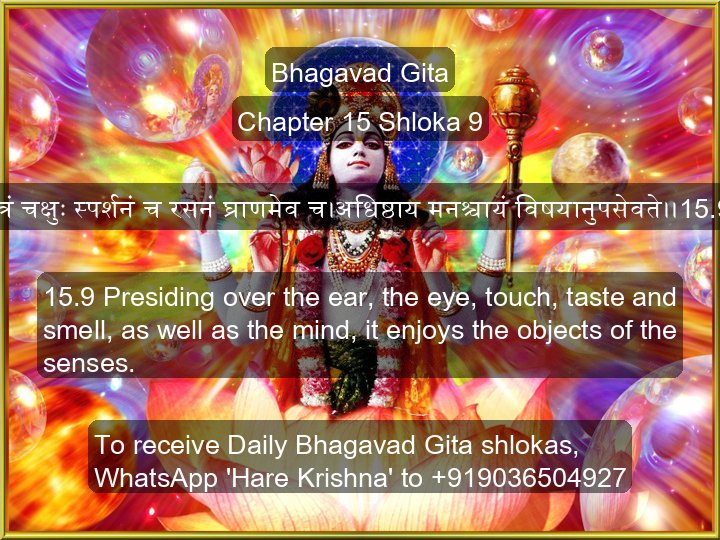 Bhagavad Gita
Chapter 15 Shloka 9
चक्षुः स्पर्शनं च रसनं घ्राणमेव च।अधिष्ठाय मनश्चायं विषयानुपसेवते।।15.9
15.9 Presiding over the ear, the eye, touch, taste and
smell, as well as the mind, it enjoys the objects of the
senses.
To receive Daily Bhagavad Gita shlokas,
WhatsApp 'Hare Krishna' to +919036504927